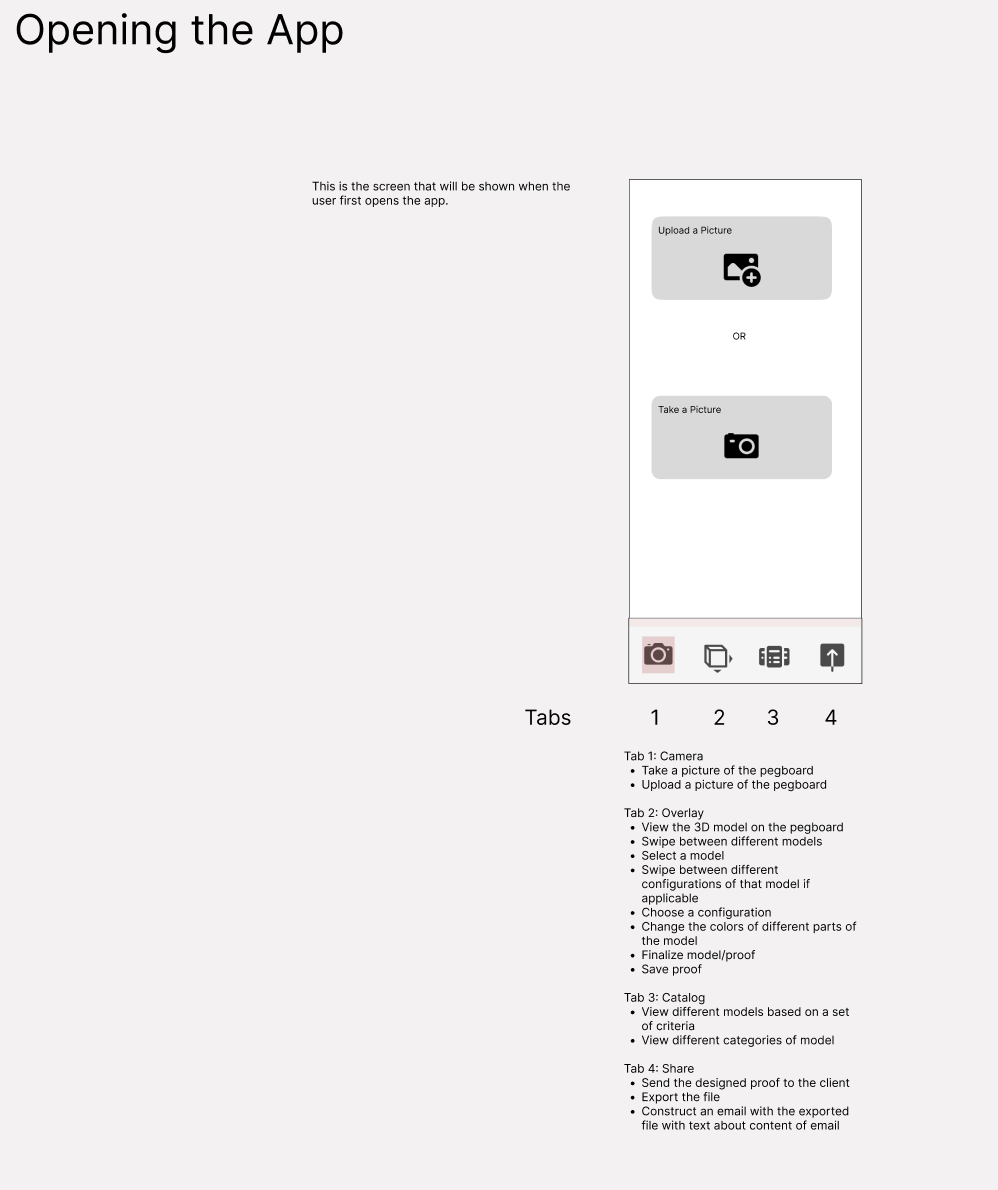 Opening the App
This is the screen that will be shown when the
user first opens the app.
Upload a Picture
OR
Take a Picture
Tabs 1 2 3 4
Tab 1: Camera
• Take a picture of the pegboard
• Upload a picture of the pegboard
Tab 2: Overlay
• View the 3D model on the pegboard
• Swipe between different models
• Select a model
• Swipe between different
configurations of that model if
applicable
• Choose a configuration
• Change the colors of different parts of
the model
• Finalize model/proof
• Save proof
Tab 3: Catalog
• View different models based on a set
of criteria
• View different categories of model
Tab 4: Share
• Send the designed proof to the client
• Export the file
• Construct an email with the exported
file with text about content of email